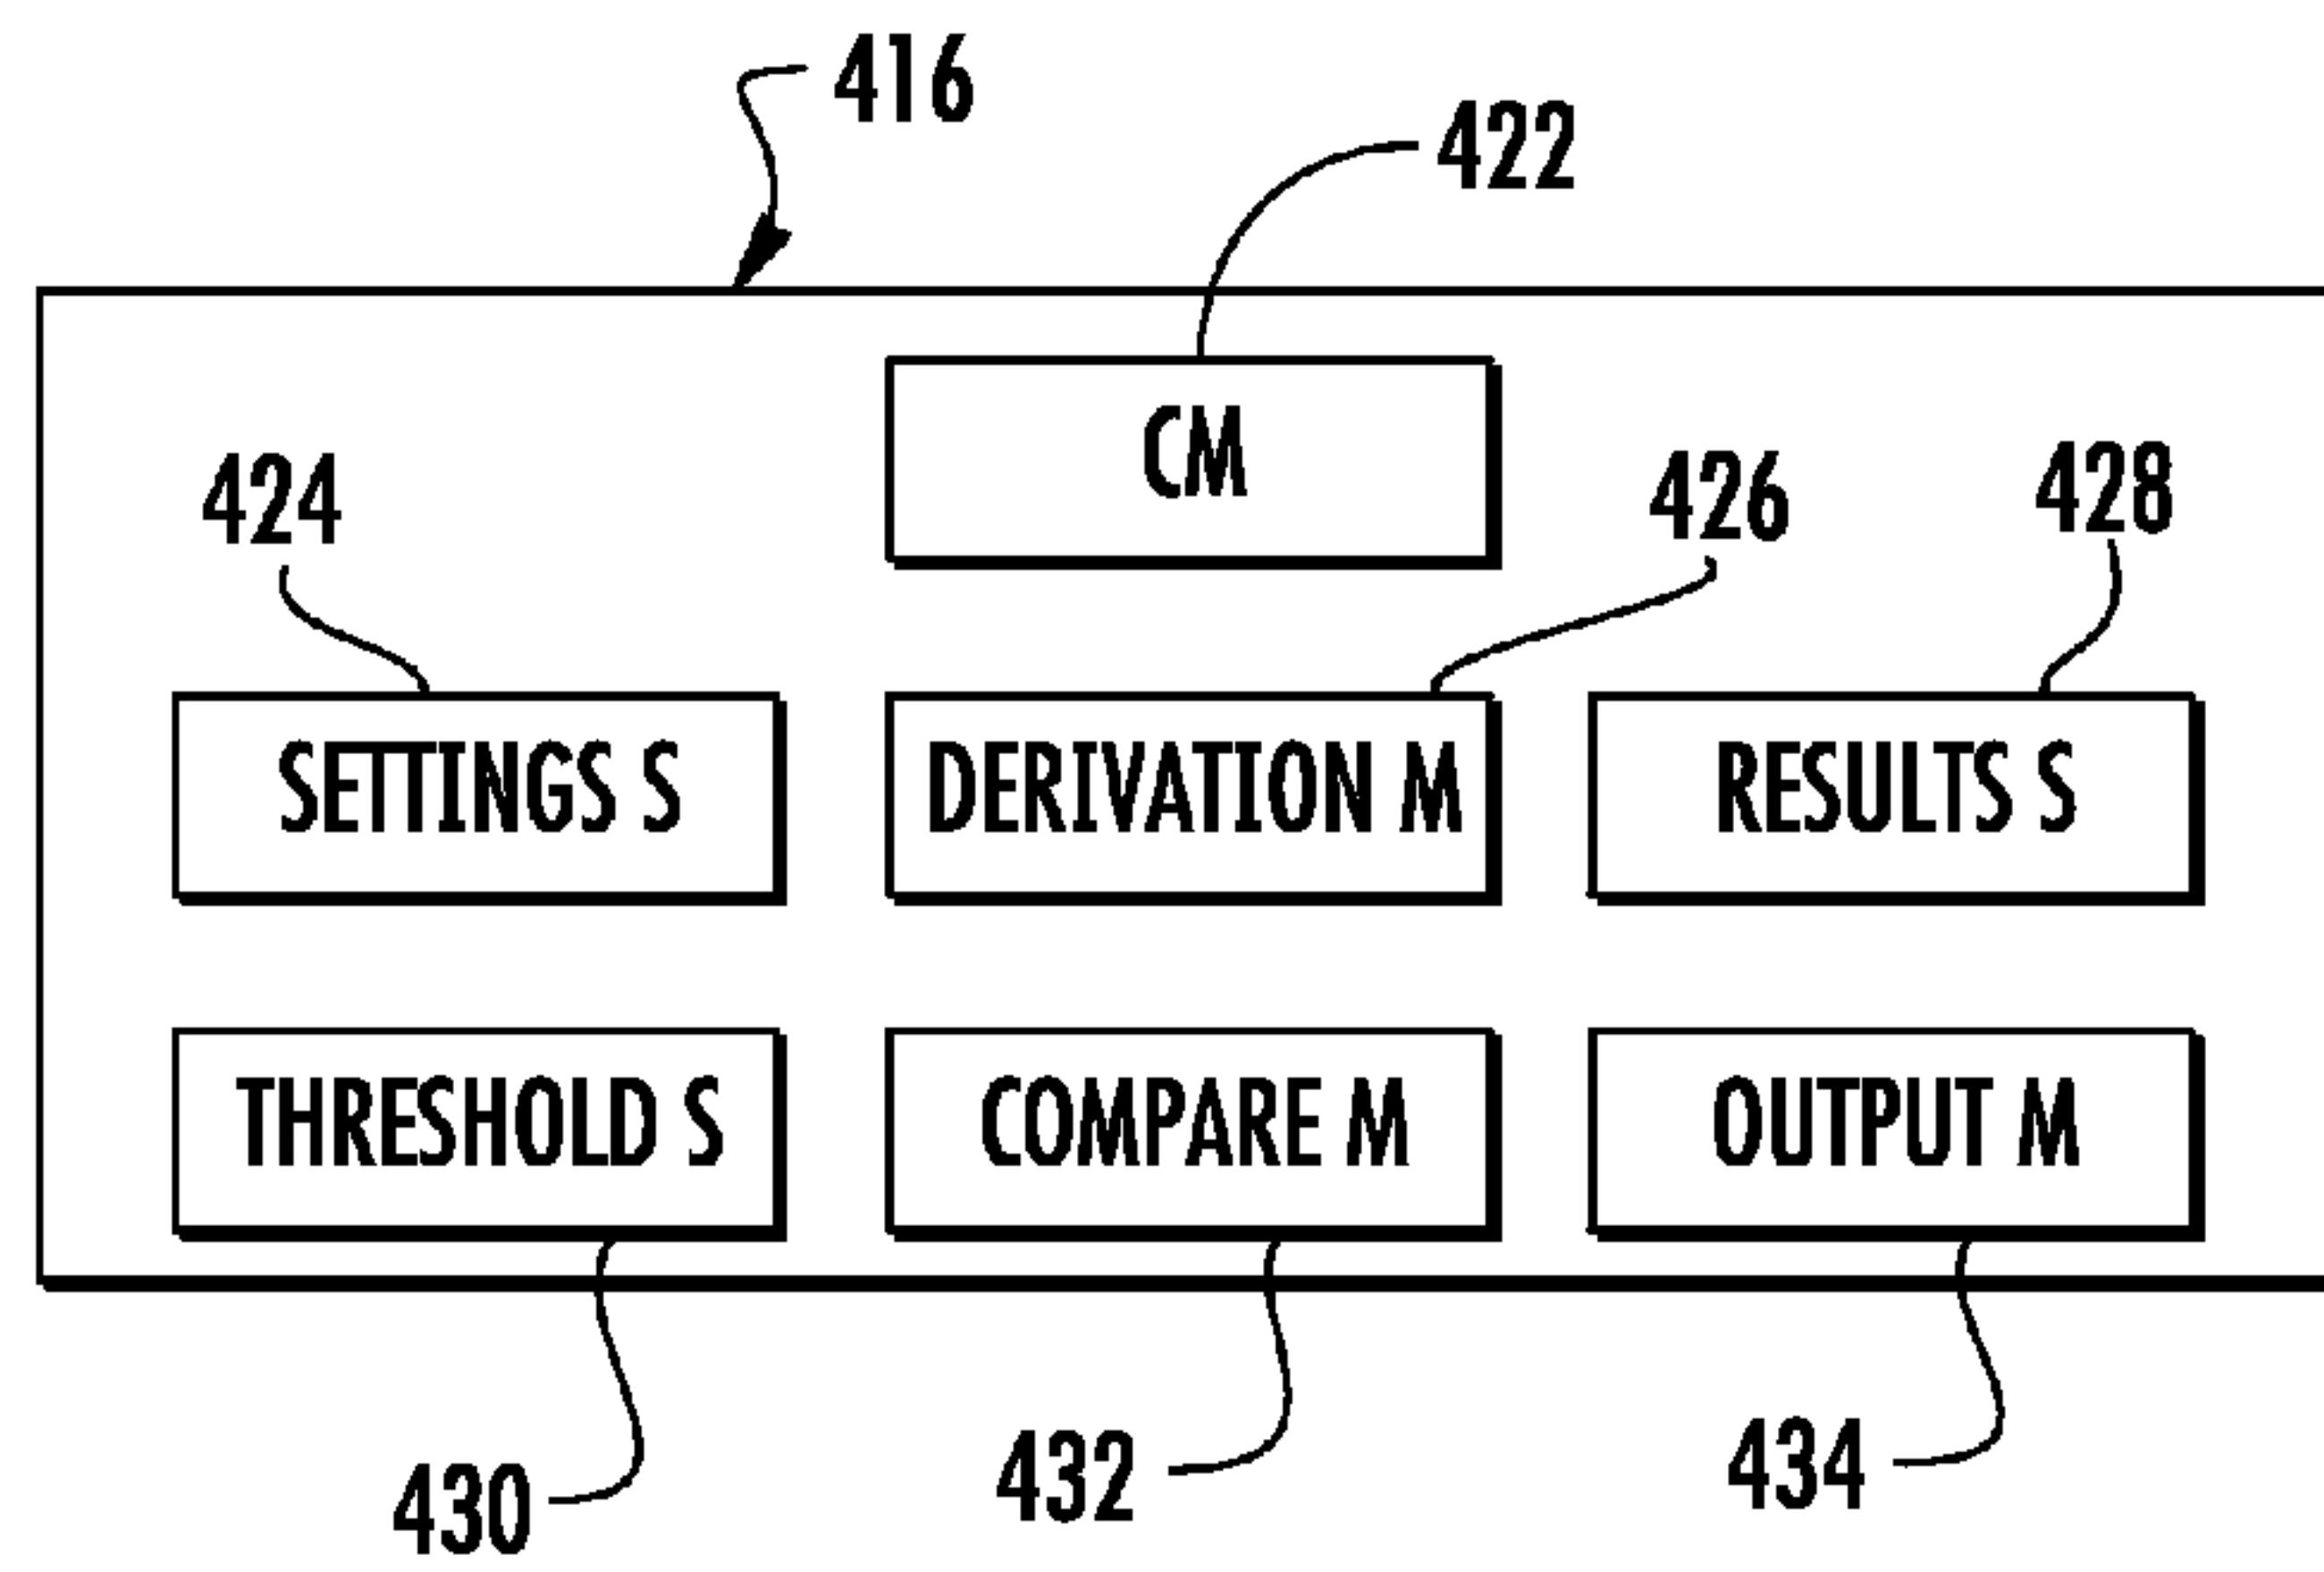 416
422
CM
424
426
428
SETTINGS S
DERIVATION M
RESULTS S
THRESHOLD S
COMPARE M
OUTPUT M
430
432
434